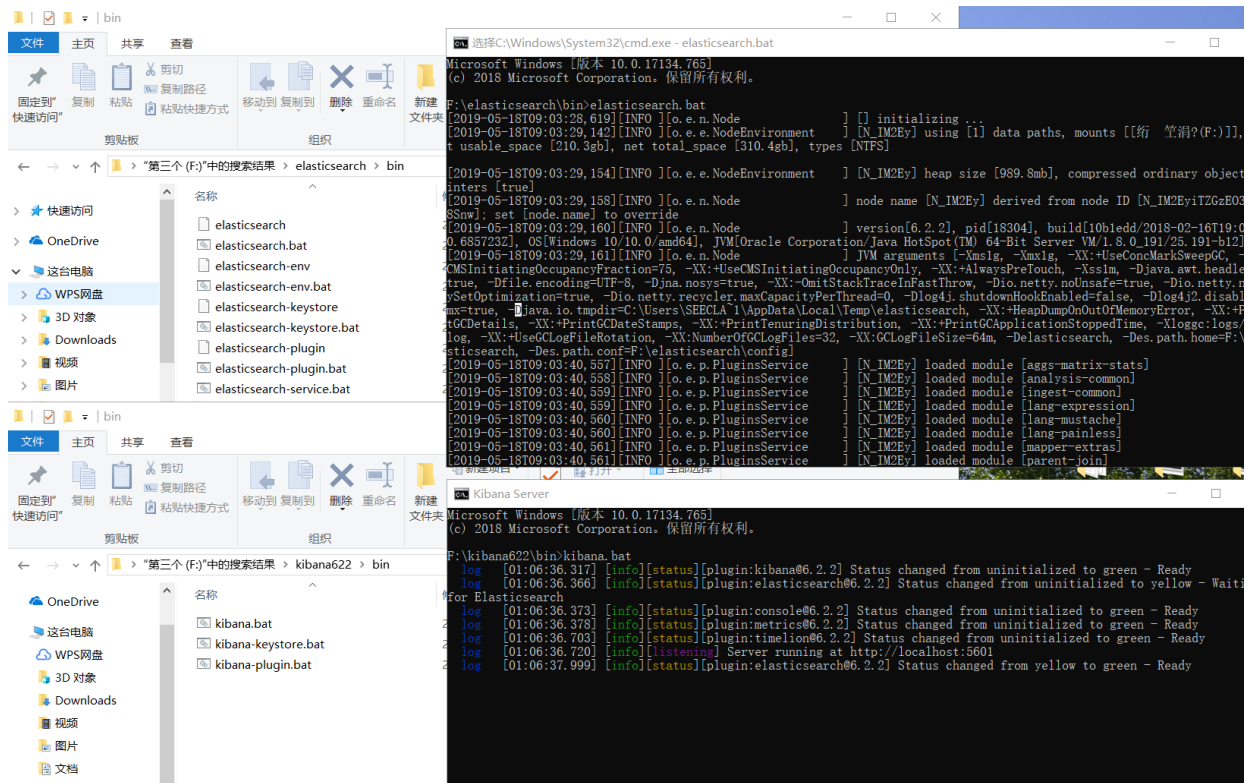 bin
文件 主页 共享 查看
固定到"快速访问"
复制
粘贴
剪切
复制路径
粘贴快捷方式
移动到 复制到 删除 重命名
新建文件夹
剪贴板
组织
"第三个 (F:)"中的搜索结果 > elasticsearch > bin
快速访问
OneDrive
这台电脑
WPS网盘
3D 对象
Downloads
视频
图片
名称
elasticsearch
elasticsearch.bat
elasticsearch-env
elasticsearch-env.bat
elasticsearch-keystore
elasticsearch-keystore.bat
elasticsearch-plugin
elasticsearch-plugin.bat
elasticsearch-service.bat
选择C:\Windows\System32\cmd.exe - elasticsearch.bat
Microsoft Windows [版本 10.0.17134.765]
(c) 2018 Microsoft Corporation。保留所有权利。
F:\elasticsearch\bin>elasticsearch.bat
[2019-05-18T09:03:28,619][INFO ][o.e.n.Node               ] [] initializing ...
[2019-05-18T09:03:29,142][INFO ][o.e.e.NodeEnvironment    ] [N_IM2Ey] using [1] data paths, mounts [[绗 笁涓?(F:)]],
t usable_space [210.3gb], net total_space [310.4gb], types [NTFS]
[2019-05-18T09:03:29,154][INFO ][o.e.e.NodeEnvironment    ] [N_IM2Ey] heap size [989.8mb], compressed ordinary object
inters [true]
[2019-05-18T09:03:29,158][INFO ][o.e.n.Node               ] node name [N_IM2Ey] derived from node ID [N_IM2EyiTZGzEO3
8Snw]; set [node.name] to override
[2019-05-18T09:03:29,160][INFO ][o.e.n.Node               ] version[6.2.2], pid[18304], build[10b1edd/2018-02-16T19:0
0.685723Z], OS[Windows 10/10.0/amd64], JVM[Oracle Corporation/Java HotSpot(TM) 64-Bit Server VM/1.8.0_191/25.191-b12]
[2019-05-18T09:03:29,161][INFO ][o.e.n.Node               ] JVM arguments [-Xms1g, -Xmx1g, -XX:+UseConcMarkSweepGC, -
CMSInitiatingOccupancyFraction=75, -XX:+UseCMSInitiatingOccupancyOnly, -XX:+AlwaysPreTouch, -Xss1m, -Djava.awt.headle
true, -Dfile.encoding=UTF-8, -Djna.nosys=true, -XX:-OmitStackTraceInFastThrow, -Dio.netty.noUnsafe=true, -Dio.netty.n
ySetOptimization=true, -Dio.netty.recycler.maxCapacityPerThread=0, -Dlog4j.shutdownHookEnabled=false, -Dlog4j2.disabl
mx=true, -Djava.io.tmpdir=C:\Users\SEECLA~1\AppData\Local\Temp\elasticsearch, -XX:+HeapDumpOnOutOfMemoryError, -XX:+P
tGCDetails, -XX:+PrintGCDateStamps, -XX:+PrintTenuringDistribution, -XX:+PrintGCApplicationStoppedTime, -Xloggc:logs/
log, -XX:+UseGCLogFileRotation, -XX:NumberOfGCLogFiles=32, -XX:GCLogFileSize=64m, -Delasticsearch, -Des.path.home=F:\
sticsearch, -Des.path.conf=F:\elasticsearch\config]
[2019-05-18T09:03:40,557][INFO ][o.e.p.PluginsService     ] [N_IM2Ey] loaded module [aggs-matrix-stats]
[2019-05-18T09:03:40,558][INFO ][o.e.p.PluginsService     ] [N_IM2Ey] loaded module [analysis-common]
[2019-05-18T09:03:40,559][INFO ][o.e.p.PluginsService     ] [N_IM2Ey] loaded module [ingest-common]
[2019-05-18T09:03:40,559][INFO ][o.e.p.PluginsService     ] [N_IM2Ey] loaded module [lang-expression]
[2019-05-18T09:03:40,560][INFO ][o.e.p.PluginsService     ] [N_IM2Ey] loaded module [lang-mustache]
[2019-05-18T09:03:40,560][INFO ][o.e.p.PluginsService     ] [N_IM2Ey] loaded module [lang-painless]
[2019-05-18T09:03:40,561][INFO ][o.e.p.PluginsService     ] [N_IM2Ey] loaded module [mapper-extras]
[2019-05-18T09:03:40,561][INFO ][o.e.p.PluginsService     ] [N_IM2Ey] loaded module [parent-join]
bin
文件 主页 共享 查看
固定到"快速访问"
复制
粘贴
剪切
复制路径
粘贴快捷方式
移动到 复制到 删除 重命名
新建文件夹
剪贴板
组织
"第三个 (F:)"中的搜索结果 > kibana622 > bin
OneDrive
这台电脑
WPS网盘
3D 对象
Downloads
视频
图片
文档
名称
kibana.bat
kibana-keystore.bat
kibana-plugin.bat
Kibana Server
Microsoft Windows [版本 10.0.17134.765]
(c) 2018 Microsoft Corporation。保留所有权利。
F:\kibana622\bin>kibana.bat
log   [01:06:36.317] [info][status][plugin:kibana@6.2.2] Status changed from uninitialized to green - Ready
log   [01:06:36.366] [info][status][plugin:elasticsearch@6.2.2] Status changed from uninitialized to yellow - Waiti
for Elasticsearch
log   [01:06:36.373] [info][status][plugin:console@6.2.2] Status changed from uninitialized to green - Ready
log   [01:06:36.378] [info][status][plugin:metrics@6.2.2] Status changed from uninitialized to green - Ready
log   [01:06:36.703] [info][status][plugin:timelion@6.2.2] Status changed from uninitialized to green - Ready
log   [01:06:36.720] [info][listening] Server running at http://localhost:5601
log   [01:06:37.999] [info][status][plugin:elasticsearch@6.2.2] Status changed from yellow to green - Ready